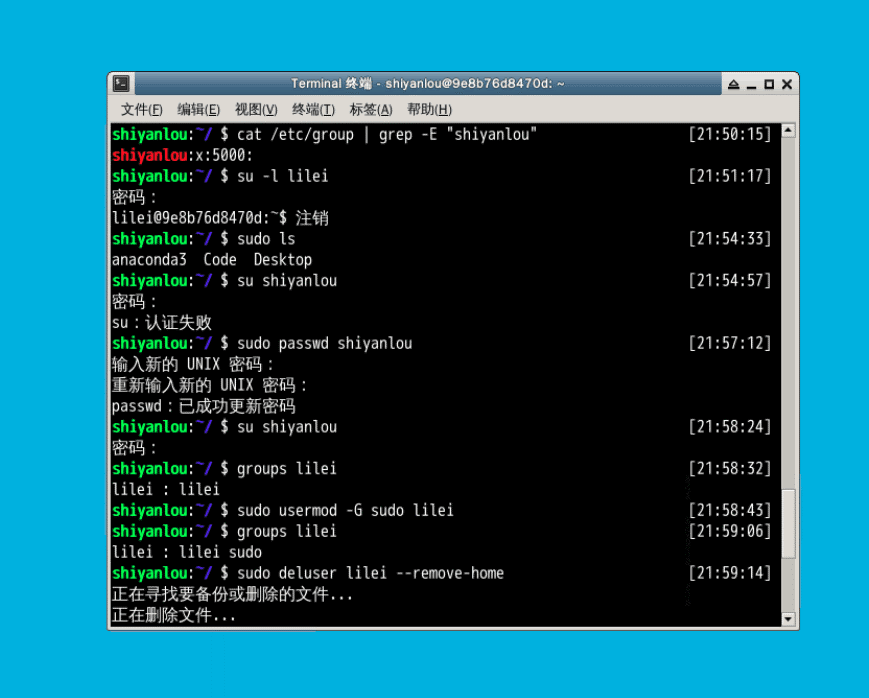 Terminal 终端 - shiyanlou@9e8b76d8470d: ~
文件(F) 编辑(E) 视图(V) 终端(T) 标签(A) 帮助(H)
shiyanlou:~/ $ cat /etc/group | grep -E "shiyanlou" [21:50:15]
shiyanlou:x:5000:
shiyanlou:~/ $ su -l lilei [21:51:17]
密码：
lilei@9e8b76d8470d:~$ 注销
shiyanlou:~/ $ sudo ls [21:54:33]
anaconda3 Code Desktop
shiyanlou:~/ $ su shiyanlou [21:54:57]
密码：
su：认证失败
shiyanlou:~/ $ sudo passwd shiyanlou [21:57:12]
输入新的 UNIX 密码：
重新输入新的 UNIX 密码：
passwd：已成功更新密码
shiyanlou:~/ $ su shiyanlou [21:58:24]
密码：
shiyanlou:~/ $ groups lilei [21:58:32]
lilei : lilei
shiyanlou:~/ $ sudo usermod -G sudo lilei [21:58:43]
shiyanlou:~/ $ groups lilei [21:59:06]
lilei : lilei sudo
shiyanlou:~/ $ sudo deluser lilei --remove-home [21:59:14]
正在寻找要备份或删除的文件...
正在删除文件...